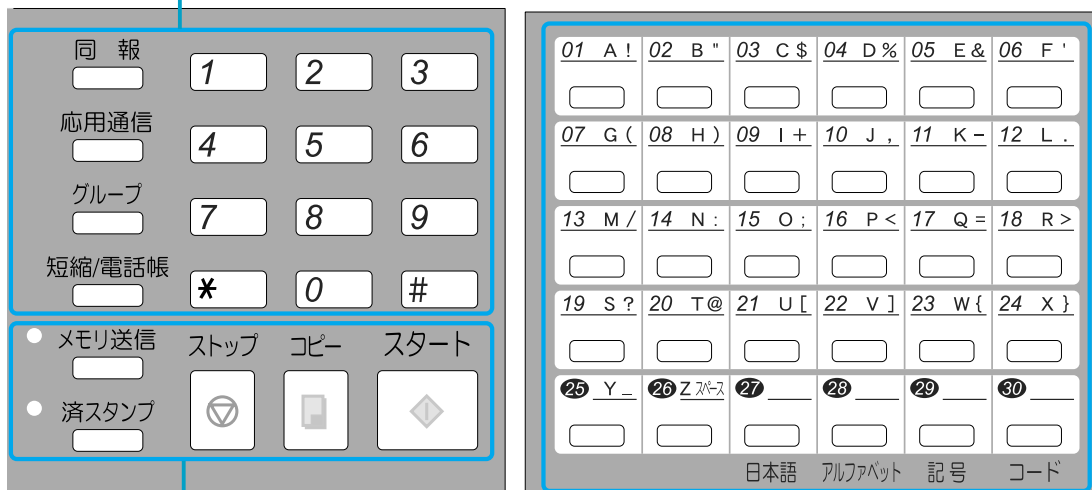 同 報 1 2 3
応用通信 4 5 6
グループ 7 8 9
短縮/電話帳 * 0 #
メモリ送信 ストップ コピー スタート
済スタンプ
01 A ! 02 B " 03 C $ 04 D % 05 E & 06 F '
07 G ( 08 H ) 09 I + 10 J , 11 K - 12 L .
13 M / 14 N : 15 O ; 16 P < 17 Q = 18 R >
19 S ? 20 T @ 21 U [ 22 V ] 23 W { 24 X }
25 Y _ 26 Z スペース 27 28 29 30
日本語 アルファベット 記号 コード